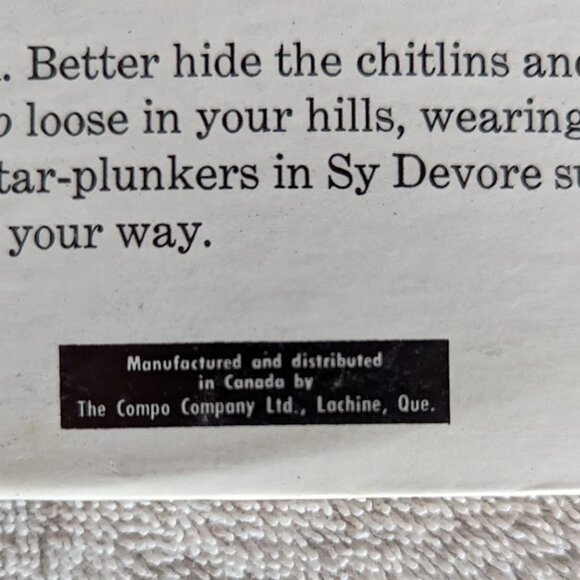 . Better hide the chitlins and
o loose in your hills, wearing
tar-plunkers in Sy Devore su
your way.
Manufactured and distributed
in Canada by
The Compo Company Ltd., Lachine, Que.